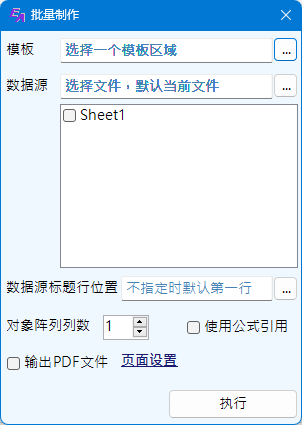 批量制作
模板 选择一个模板区域 ...
数据源 选择文件，默认当前文件 ...
Sheet1
数据源标题行位置 不指定时默认第一行 ...
对象阵列列数 1 使用公式引用
输出PDF文件 页面设置
执行